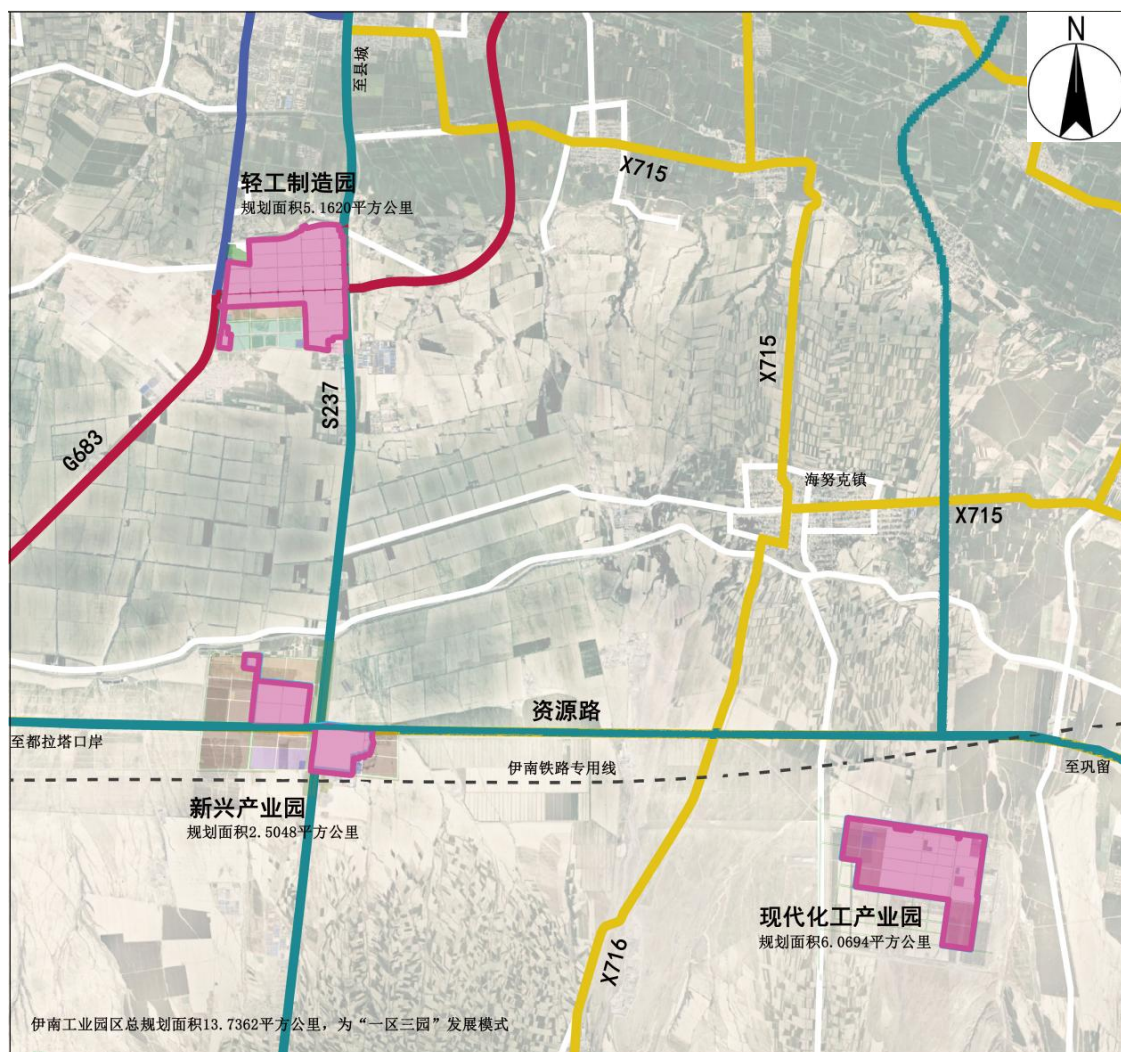 N
至县城
X715
轻工制造园
规划面积5.1620平方公里
X715
S237
G683
海努克镇
X715
资源路
至都拉塔口岸
伊南铁路专用线
至巩留
新兴产业园
规划面积2.5048平方公里
现代化工产业园
规划面积6.0694平方公里
X716
伊南工业园区总规划面积13.7362平方公里，为“一区三园”发展模式